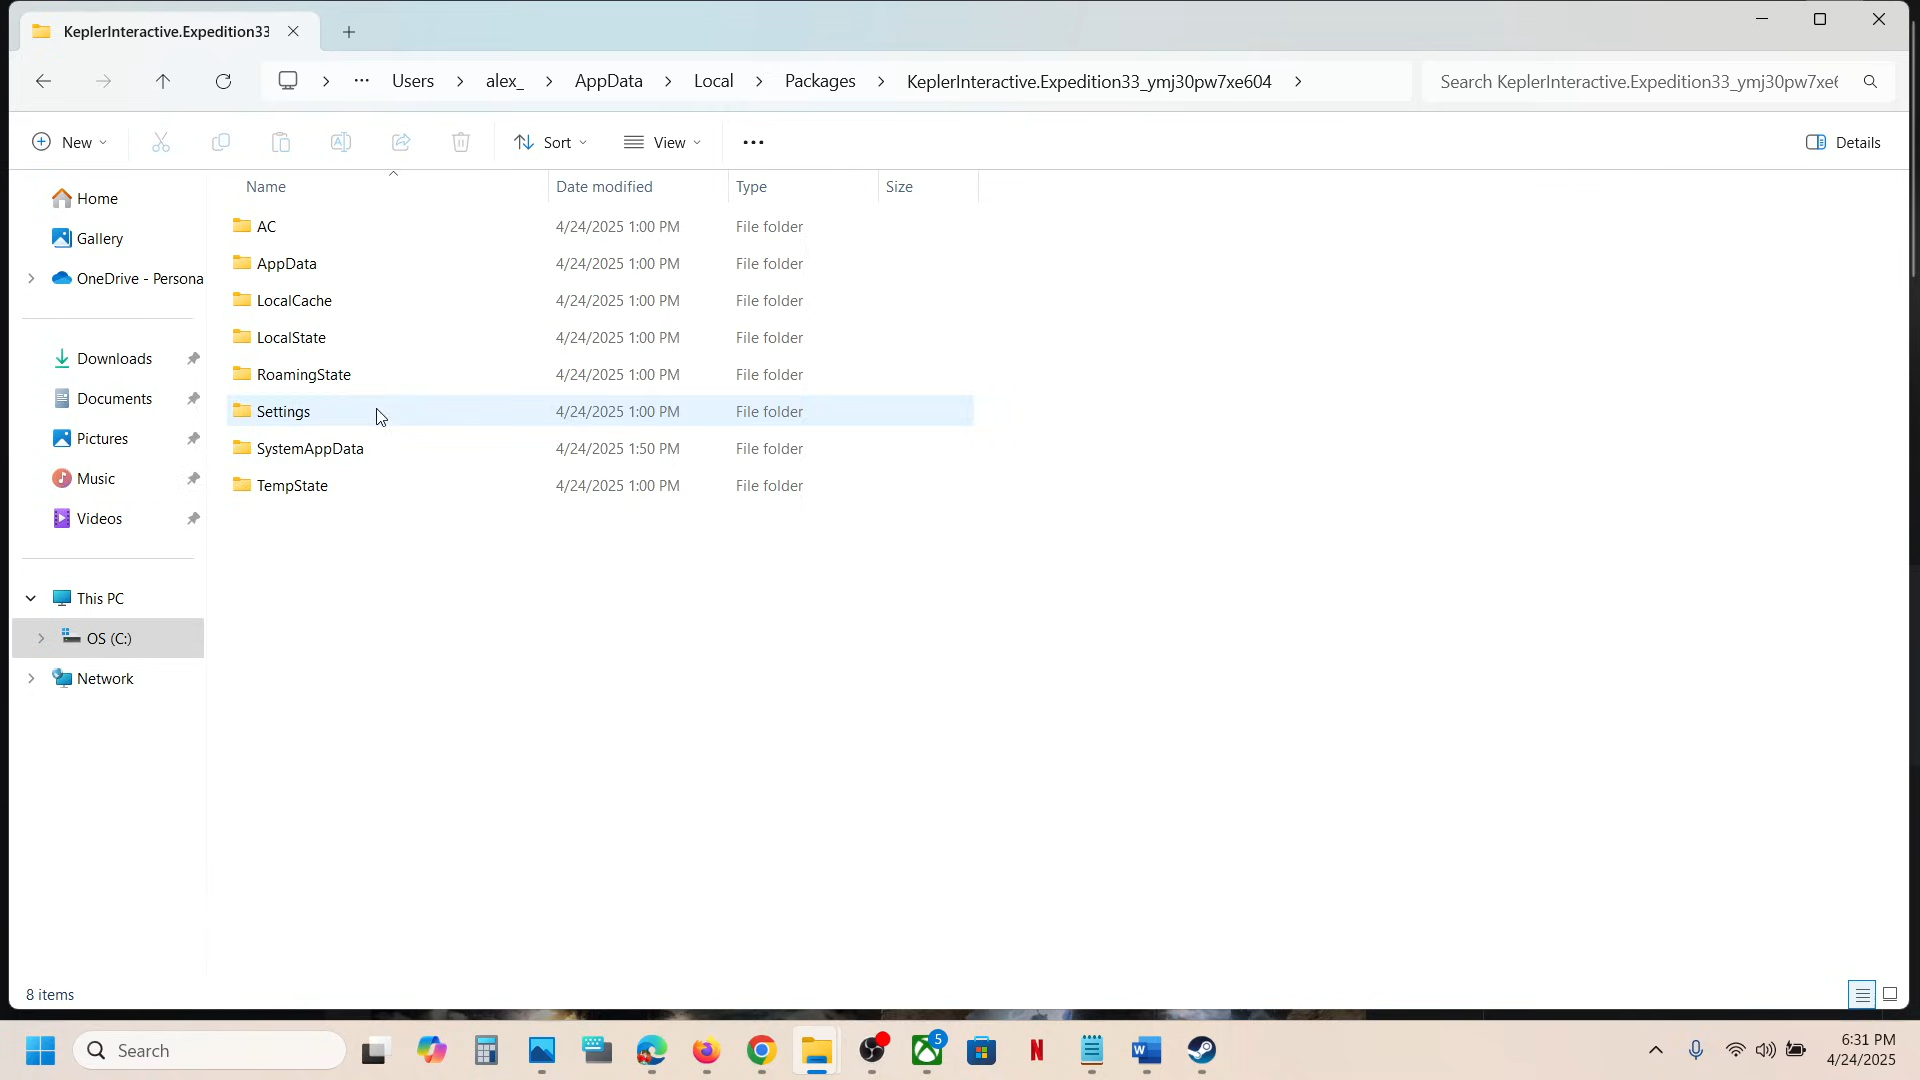 KeplerInteractive.Expedition33
Users
alex_
AppData
Local
Packages
KeplerInteractive.Expedition33_ymj30pw7xe604
Search KeplerInteractive.Expedition33_ymj30pw7xe6
New
Sort
View
Details
Name
Date modified
Type
Size
AC 4/24/2025 1:00 PM File folder
AppData 4/24/2025 1:00 PM File folder
LocalCache 4/24/2025 1:00 PM File folder
LocalState 4/24/2025 1:00 PM File folder
RoamingState 4/24/2025 1:00 PM File folder
Settings 4/24/2025 1:00 PM File folder
SystemAppData 4/24/2025 1:50 PM File folder
TempState 4/24/2025 1:00 PM File folder
Home
Gallery
OneDrive - Persona
Downloads
Documents
Pictures
Music
Videos
This PC
OS (C:)
Network
8 items
Search
5
N
6:31 PM
4/24/2025